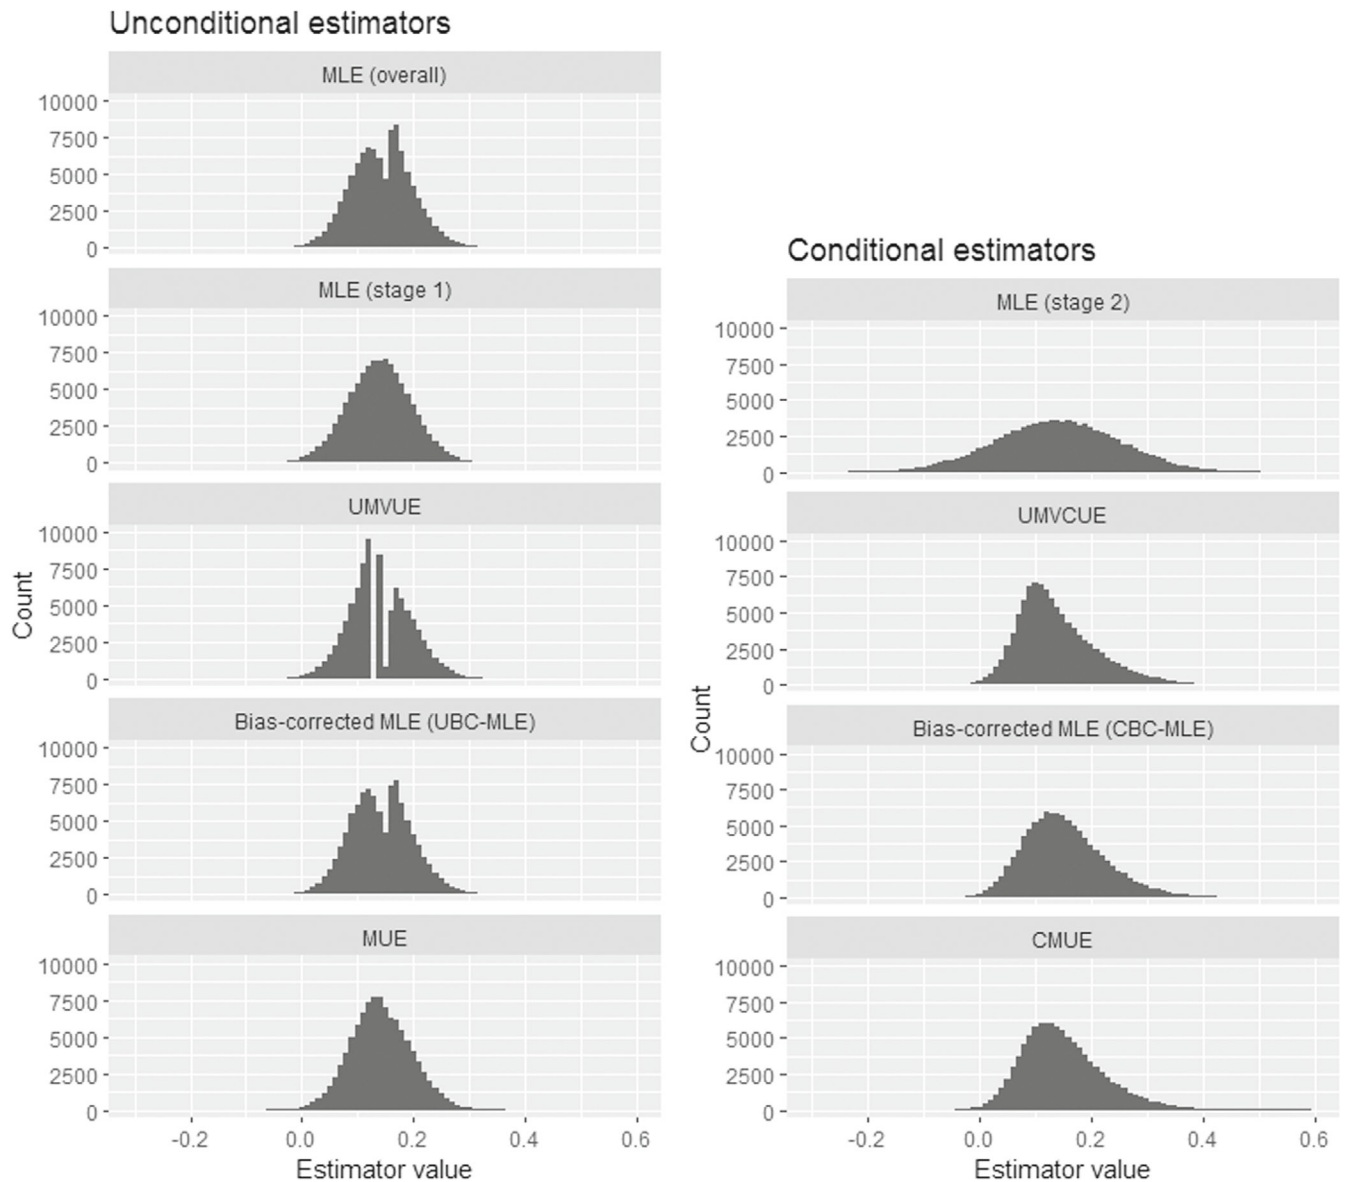 Unconditional estimators
MLE (overall)
10000
7500
5000
2500
0
MLE (stage 1)
10000
7500
5000
2500
0
UMVUE
10000
7500
5000
2500
0
Bias-corrected MLE (UBC-MLE)
10000
7500
5000
2500
0
MUE
10000
7500
5000
2500
0
Count
-0.2 0.0 0.2 0.4 0.6
Estimator value
Conditional estimators
MLE (stage 2)
10000
7500
5000
2500
0
UMVCUE
10000
7500
5000
2500
0
Bias-corrected MLE (CBC-MLE)
10000
7500
5000
2500
0
CMUE
10000
7500
5000
2500
0
Count
-0.2 0.0 0.2 0.4 0.6
Estimator value